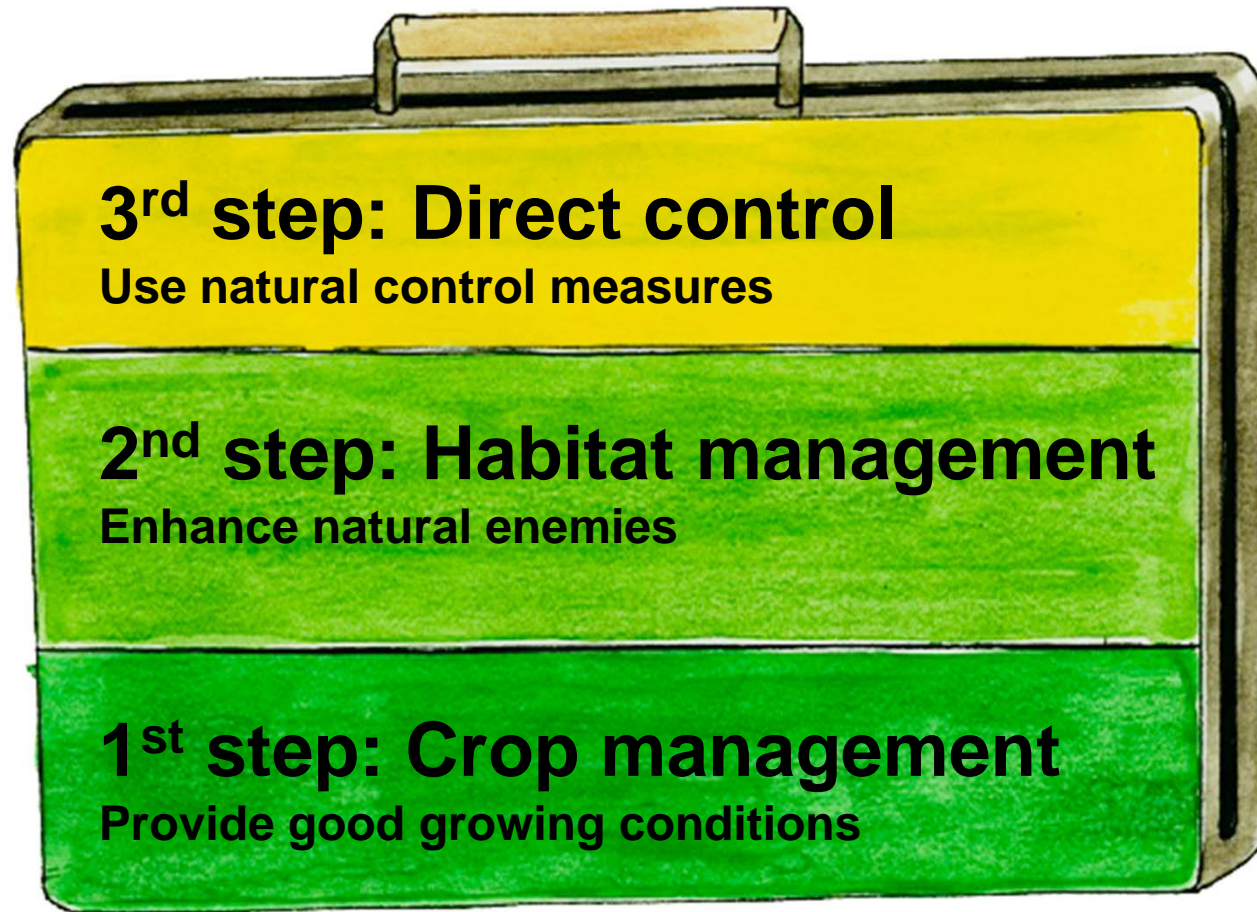 3rd step: Direct control
Use natural control measures
2nd step: Habitat management
Enhance natural enemies
1st step: Crop management
Provide good growing conditions